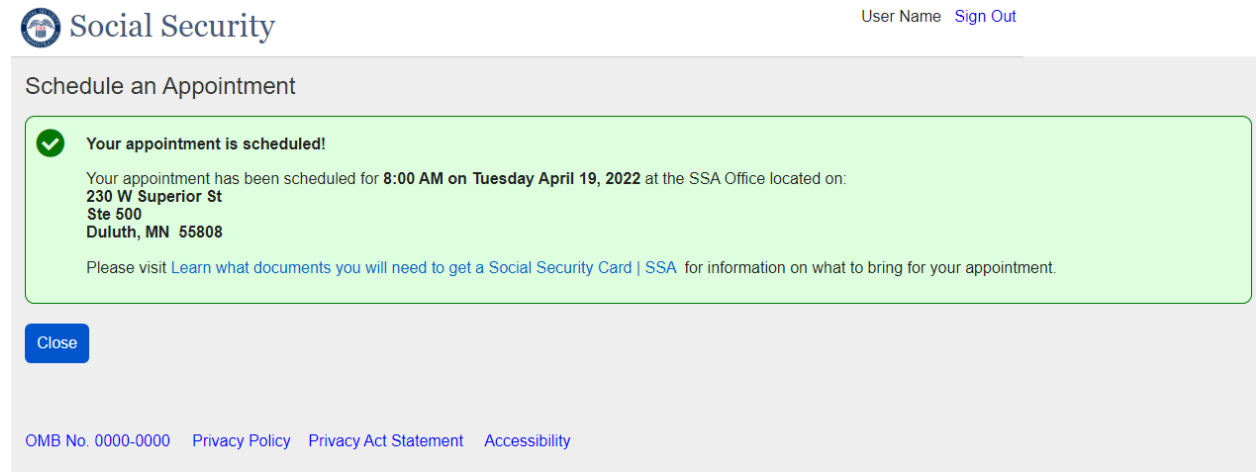 Social Security
User Name Sign Out
Schedule an Appointment
Your appointment is scheduled!
Your appointment has been scheduled for 8:00 AM on Tuesday April 19, 2022 at the SSA Office located on:
230 W Superior St
Ste 500
Duluth, MN 55808
Please visit Learn what documents you will need to get a Social Security Card | SSA for information on what to bring for your appointment.
Close
OMB No. 0000-0000 Privacy Policy Privacy Act Statement Accessibility